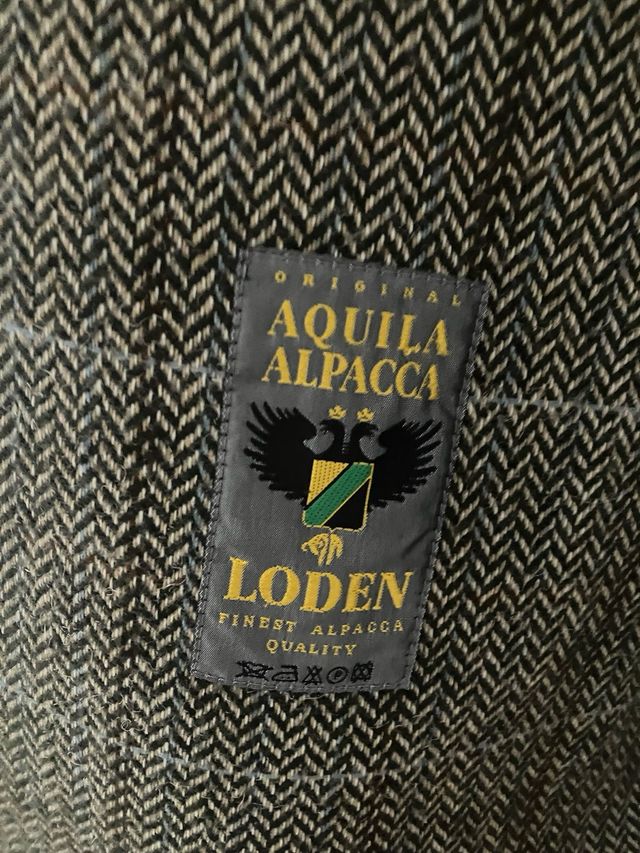 ORIGINAL
AQUILA
ALPACCA
LODEN
FINEST ALPACCA
QUALITY